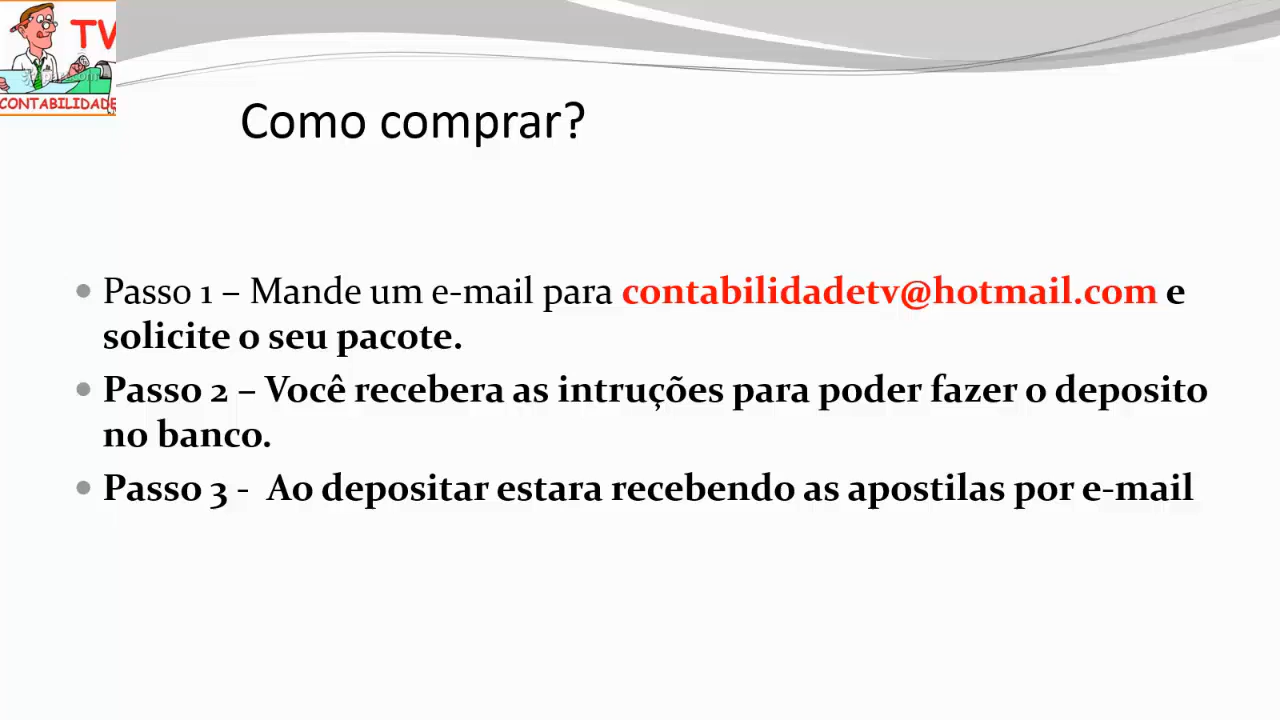 TV
CONTABILIDADE
Como comprar?
Passo 1 – Mande um e-mail para contabilidadetv@hotmail.com e
solicite o seu pacote.
Passo 2 – Você recebera as intruções para poder fazer o deposito
no banco.
Passo 3 - Ao depositar estara recebendo as apostilas por e-mail